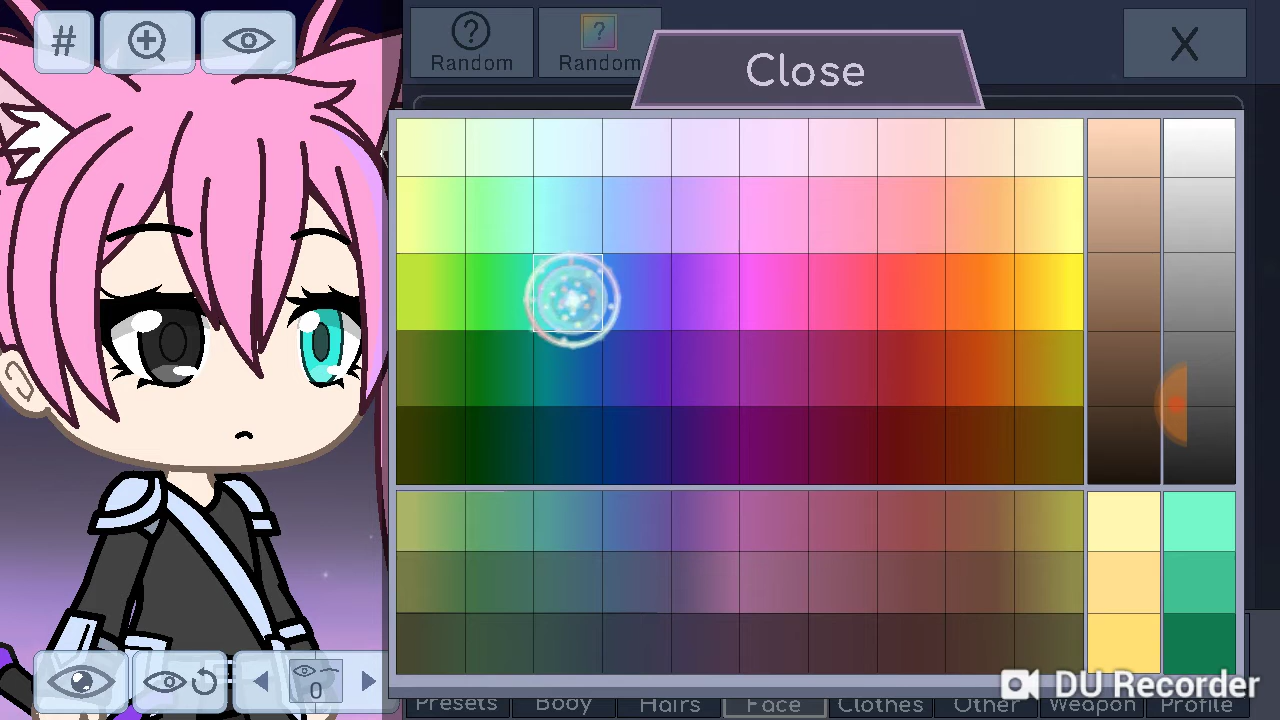 #
?
Random
?
Random
Close
X
0
Presets
Body
Hairs
Face
Clothes
Other
Weapon
Profile
DU Recorder